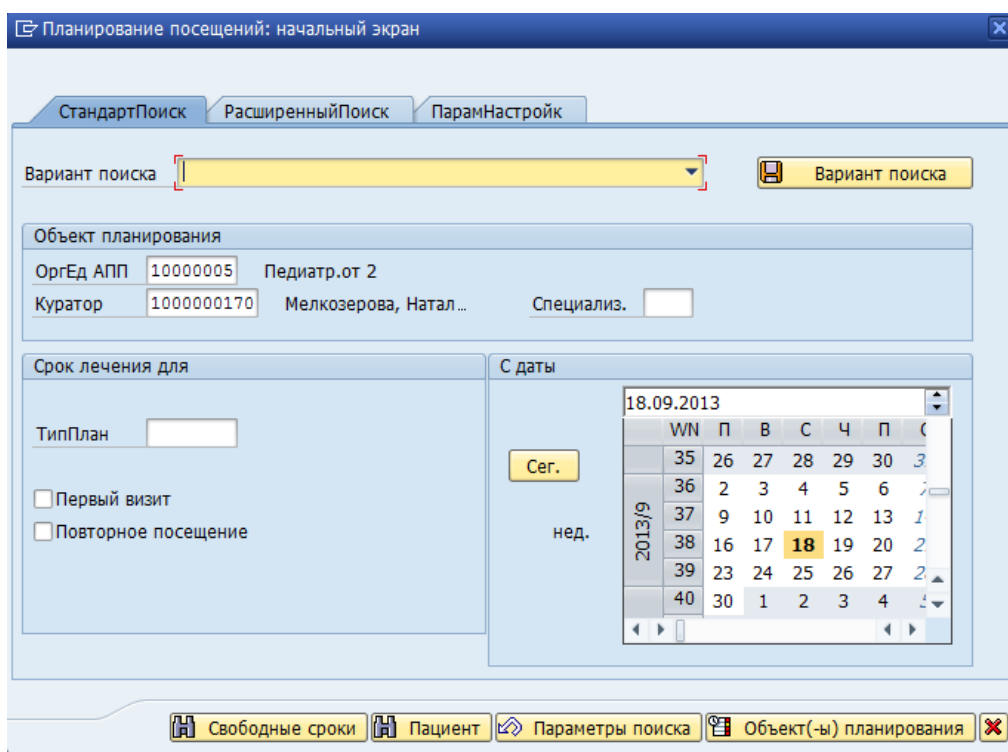 Планирование посещений: начальный экран
СтандартПоиск РасширенныйПоиск ПарамНастройк
Вариант поиска Вариант поиска
Объект планирования
ОргЕд АПП 10000005 Педиатр.от 2
Куратор 1000000170 Мелкозерова, Натал... Специализ.
Срок лечения для
ТипПлан
Первый визит
Повторное посещение
С даты
18.09.2013
WN П В С Ч П
35 26 27 28 29 30
36 2 3 4 5 6
37 9 10 11 12 13
38 16 17 18 19 20
39 23 24 25 26 27
40 30 1 2 3 4
2013/9
Сег.
нед.
Свободные сроки Пациент Параметры поиска Объект(-ы) планирования